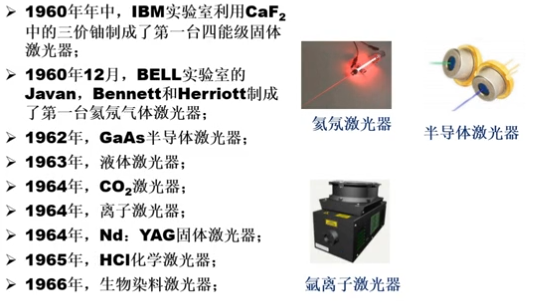 ➢ 1960年年中，IBM实验室利用CaF₂
中的三价铀制成了第一台四能级固体
激光器；
➢ 1960年12月，BELL实验室的
Javan，Bennett和Herriott制成
了第一台氦氖气体激光器；
➢ 1962年，GaAs半导体激光器；
➢ 1963年，液体激光器；
➢ 1964年，CO₂激光器；
➢ 1964年，离子激光器；
➢ 1964年，Nd：YAG固体激光器；
➢ 1965年，HCl化学激光器；
➢ 1966年，生物染料激光器；
氦氖激光器
半导体激光器
氩离子激光器